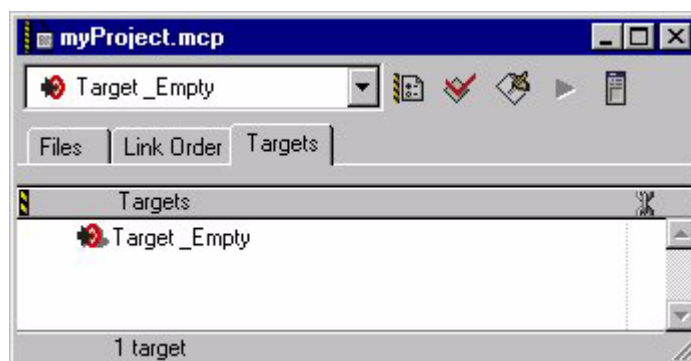 myProject.mcp
Target _Empty
Files Link Order Targets
Targets
Target _Empty
1 target